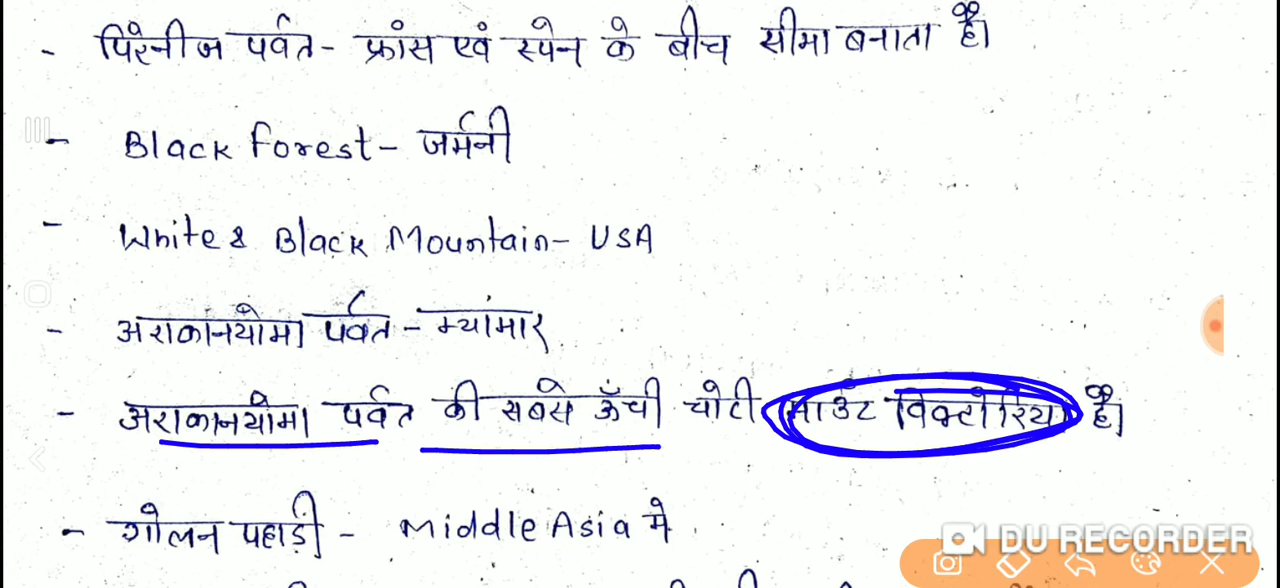 - पिरेनीज पर्वत - फ्रांस एवं स्पेन के बीच सीमा बनाता है।
- Black forest - जर्मनी
- White & Black Mountain - USA
- अराकानयोमा पर्वत - म्यांमार
- अराकानयोमा पर्वत की सबसे ऊँची चोटी माउंट विक्टोरिया है।
- गोलन पहाड़ी - Middle Asia मे
DU RECORDER